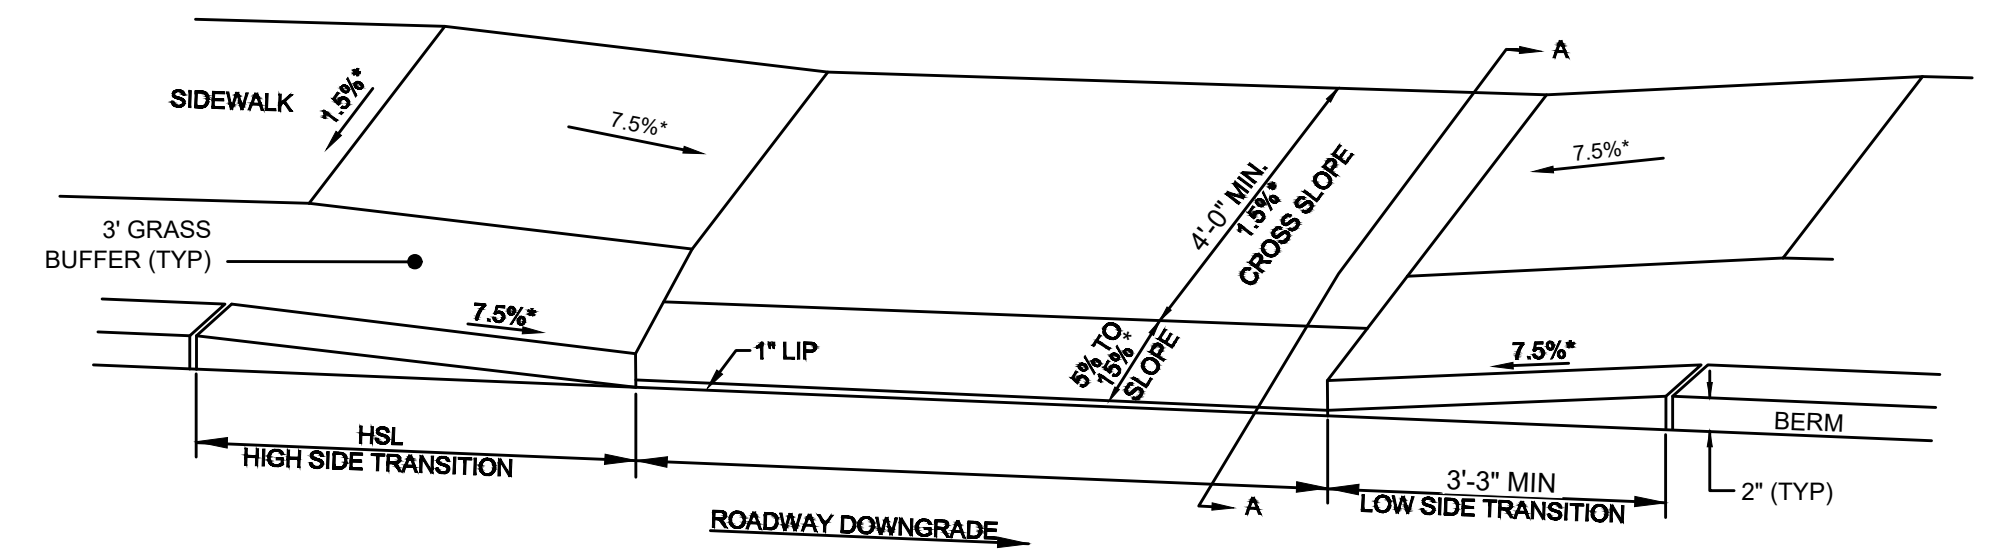 A
SIDEWALK
1.5%*
7.5%*
7.5%*
4'-0" MIN.
1.5%*
CROSS SLOPE
3' GRASS
BUFFER (TYP)
7.5%*
1" LIP
5% TO
15%*
SLOPE
7.5%*
BERM
HSL
HIGH SIDE TRANSITION
3'-3" MIN
LOW SIDE TRANSITION
2" (TYP)
A
ROADWAY DOWNGRADE